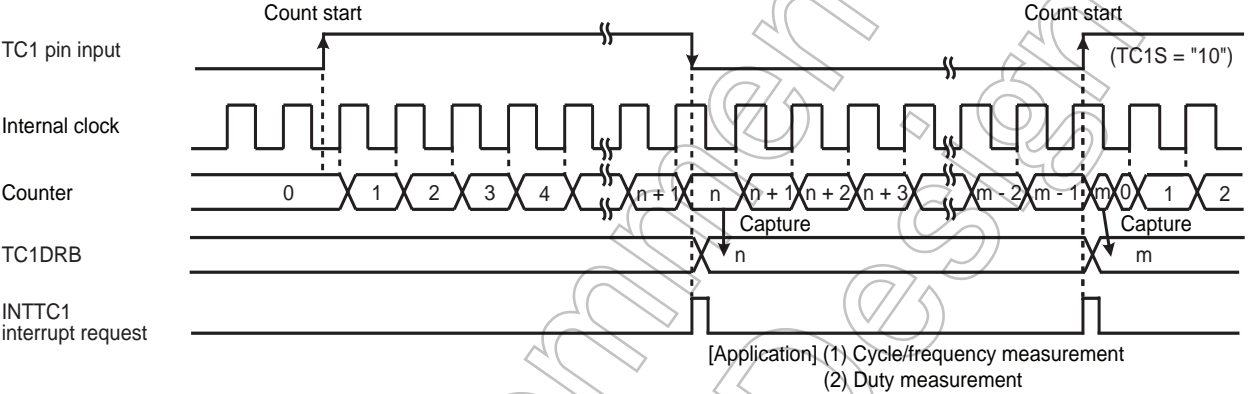 Count start Count start
TC1 pin input
(TC1S = "10")
Internal clock
Counter 0 1 2 3 4 n + 1 n n + 1 n + 2 n + 3 m - 2 m - 1 m 0 1 2
Capture Capture
TC1DRB n m
INTTC1
interrupt request
[Application] (1) Cycle/frequency measurement
(2) Duty measurement